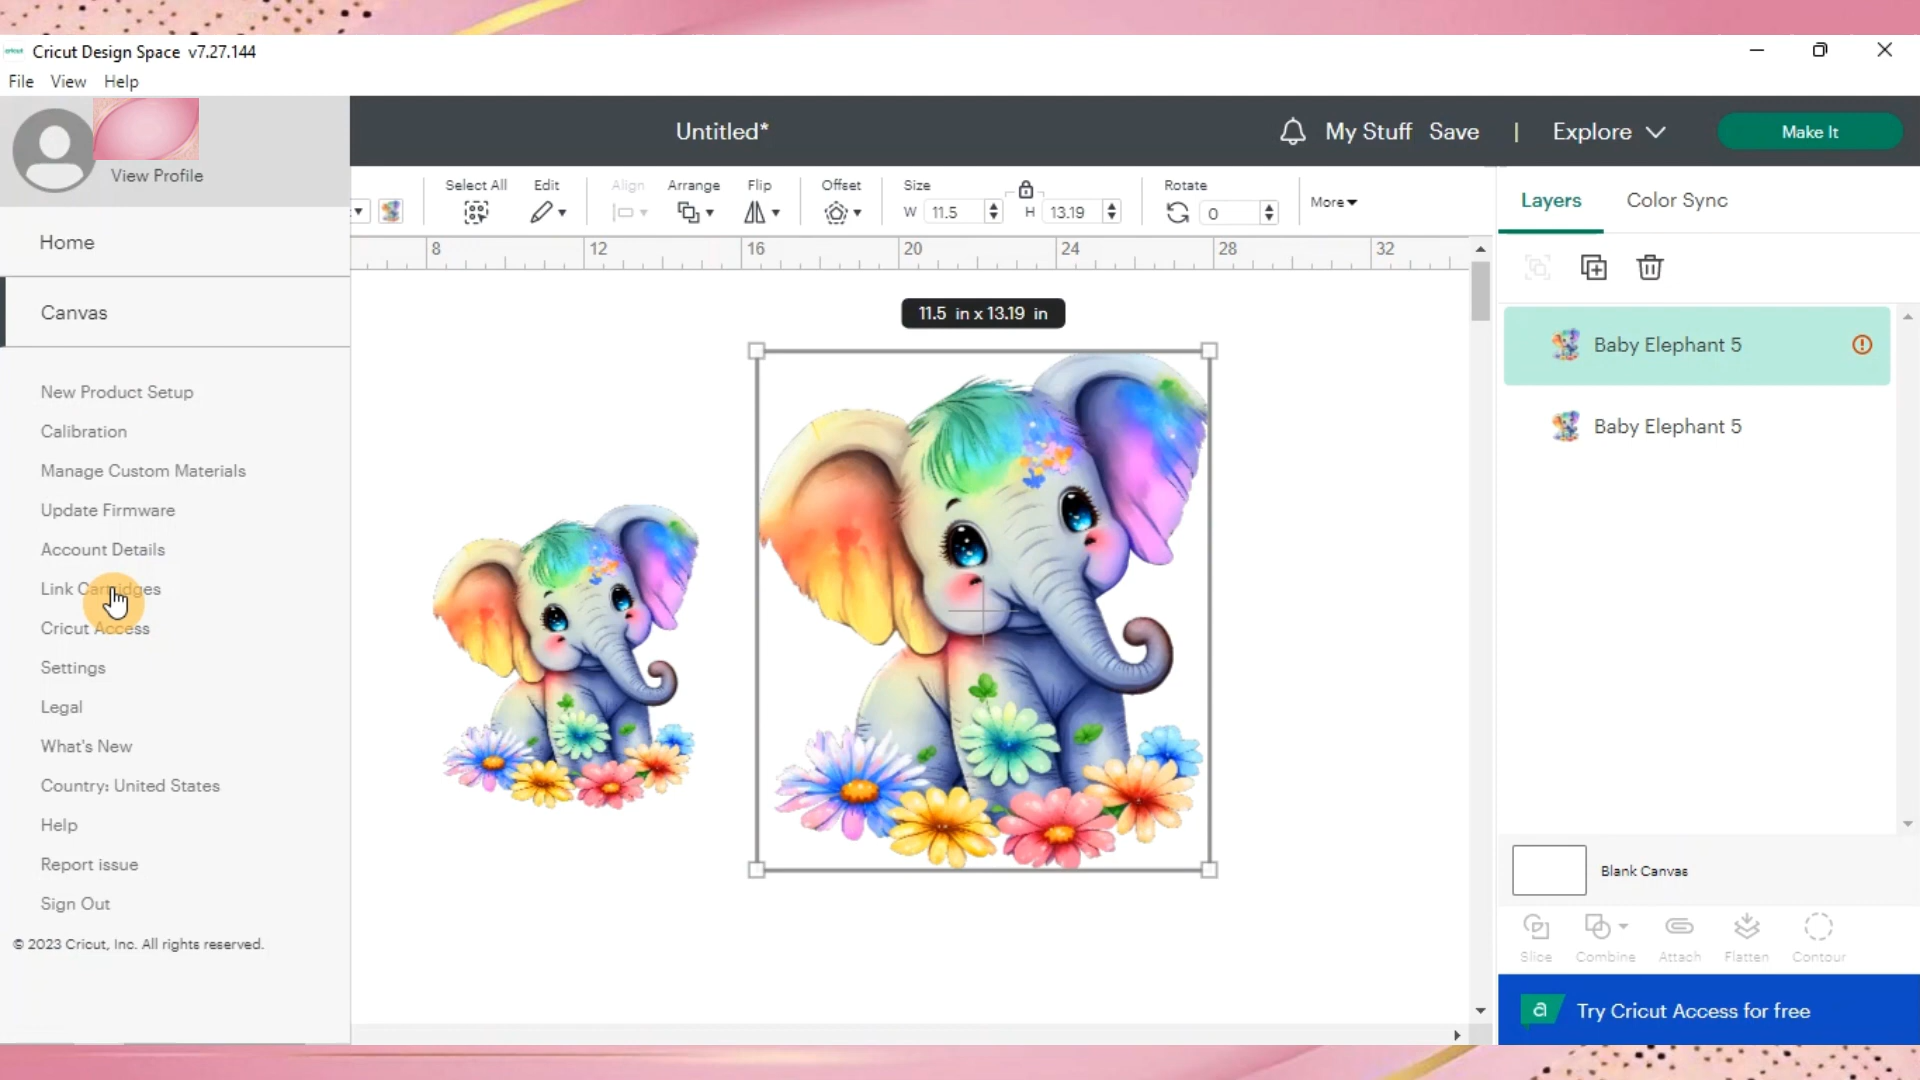 cricut Cricut Design Space v7.27.144
File View Help
View Profile
Home
Canvas
New Product Setup
Calibration
Manage Custom Materials
Update Firmware
Account Details
Link Cartridges
Cricut Access
Settings
Legal
What's New
Country: United States
Help
Report issue
Sign Out
© 2023 Cricut, Inc. All rights reserved.
Untitled*
My Stuff Save | Explore Make It
Select All Edit Align Arrange Flip Offset Size Rotate
W 11.5 H 13.19 0 More
8 12 16 20 24 28 32
11.5 in x 13.19 in
Layers Color Sync
Baby Elephant 5
Baby Elephant 5
Blank Canvas
Slice Combine Attach Flatten Contour
a Try Cricut Access for free